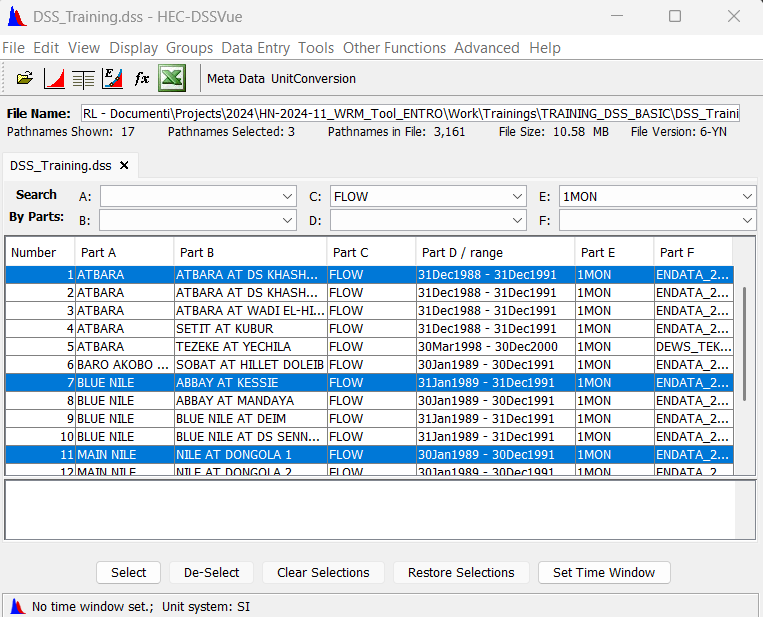 DSS_Training.dss - HEC-DSSVue
File Edit View Display Groups Data Entry Tools Other Functions Advanced Help
E fx X Meta Data UnitConversion
File Name: RL - Documenti\Projects\2024\HN-2024-11_WRM_Tool_ENTRO\Work\Trainings\TRAINING_DSS_BASIC\DSS_Traini
Pathnames Shown: 17 Pathnames Selected: 3 Pathnames in File: 3,161 File Size: 10.58 MB File Version: 6-YN
DSS_Training.dss ×
Search A: C: FLOW E: 1MON
By Parts: B: D: F:
Number Part A Part B Part C Part D / range Part E Part F
1 ATBARA ATBARA AT DS KHASH... FLOW 31Dec1988 - 31Dec1991 1MON ENDATA_2...
2 ATBARA ATBARA AT DS KHASH... FLOW 31Dec1988 - 31Dec1991 1MON ENDATA_2...
3 ATBARA ATBARA AT WADI EL-HI... FLOW 31Dec1988 - 31Dec1991 1MON ENDATA_2...
4 ATBARA SETIT AT KUBUR FLOW 31Dec1988 - 31Dec1991 1MON ENDATA_2...
5 ATBARA TEZEKE AT YECHILA FLOW 30Mar1998 - 30Dec2000 1MON DEWS_TEK...
6 BARO AKOBO ... SOBAT AT HILLET DOLEIB FLOW 30Jan1989 - 30Dec1991 1MON ENDATA_2...
7 BLUE NILE ABBAY AT KESSIE FLOW 31Jan1989 - 31Dec1991 1MON ENDATA_2...
8 BLUE NILE ABBAY AT MANDAYA FLOW 30Jan1989 - 30Dec1991 1MON ENDATA_2...
9 BLUE NILE BLUE NILE AT DEIM FLOW 31Jan1989 - 31Dec1991 1MON ENDATA_2...
10 BLUE NILE BLUE NILE AT DS SENN... FLOW 31Jan1989 - 31Dec1991 1MON ENDATA_2...
11 MAIN NILE NILE AT DONGOLA 1 FLOW 30Jan1989 - 30Dec1991 1MON ENDATA_2...
12 MAIN NILE NILE AT DONGOLA 2 FLOW 30Jan1989 - 30Dec1991 1MON ENDATA_2...
Select De-Select Clear Selections Restore Selections Set Time Window
No time window set.; Unit system: SI